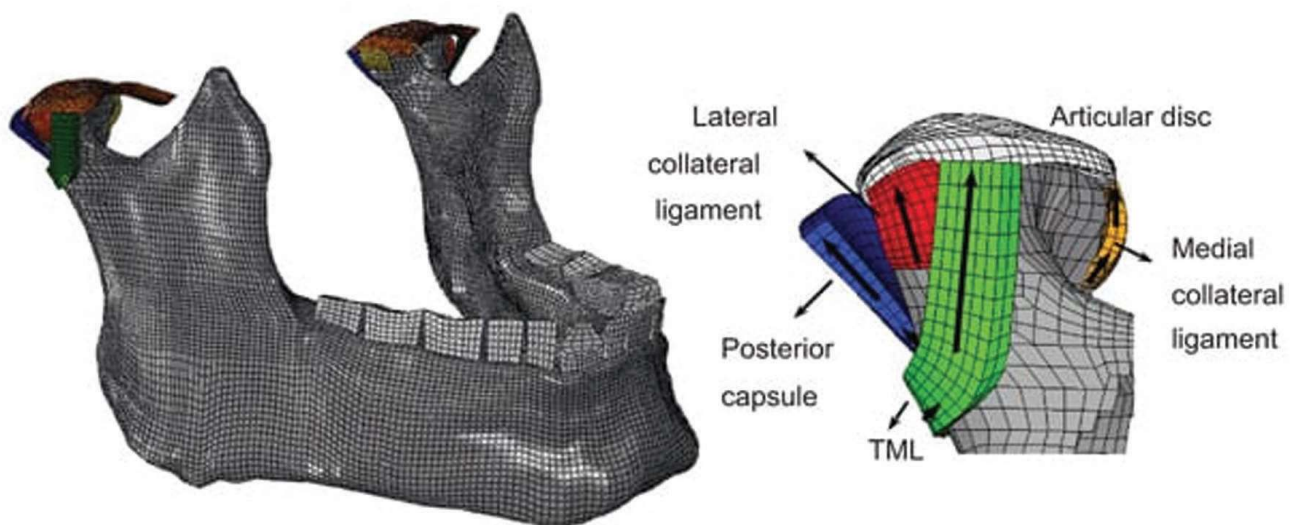 Lateral
collateral
ligament
Articular disc
Medial
collateral
ligament
Posterior
capsule
TML